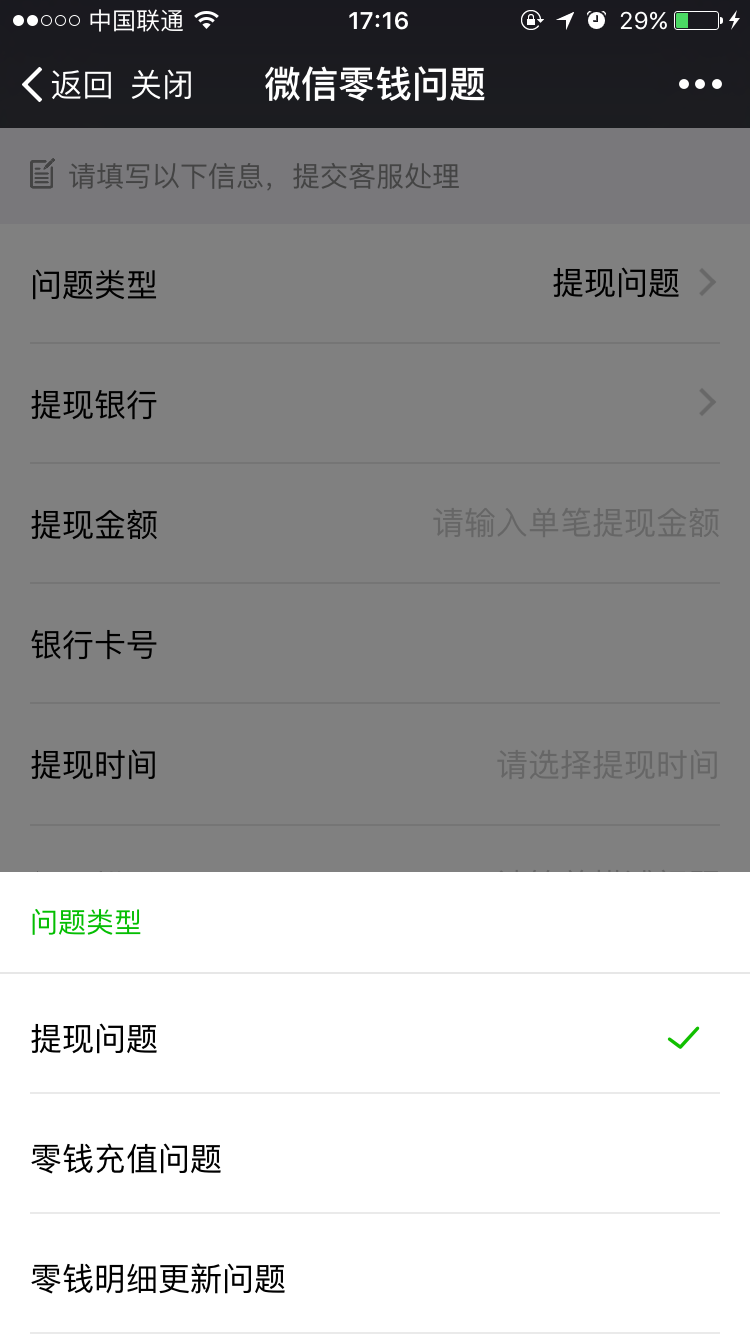 中国联通 17:16 29%
返回 关闭 微信零钱问题
请填写以下信息，提交客服处理
问题类型 提现问题
提现银行
提现金额 请输入单笔提现金额
银行卡号
提现时间 请选择提现时间
问题类型
提现问题
零钱充值问题
零钱明细更新问题